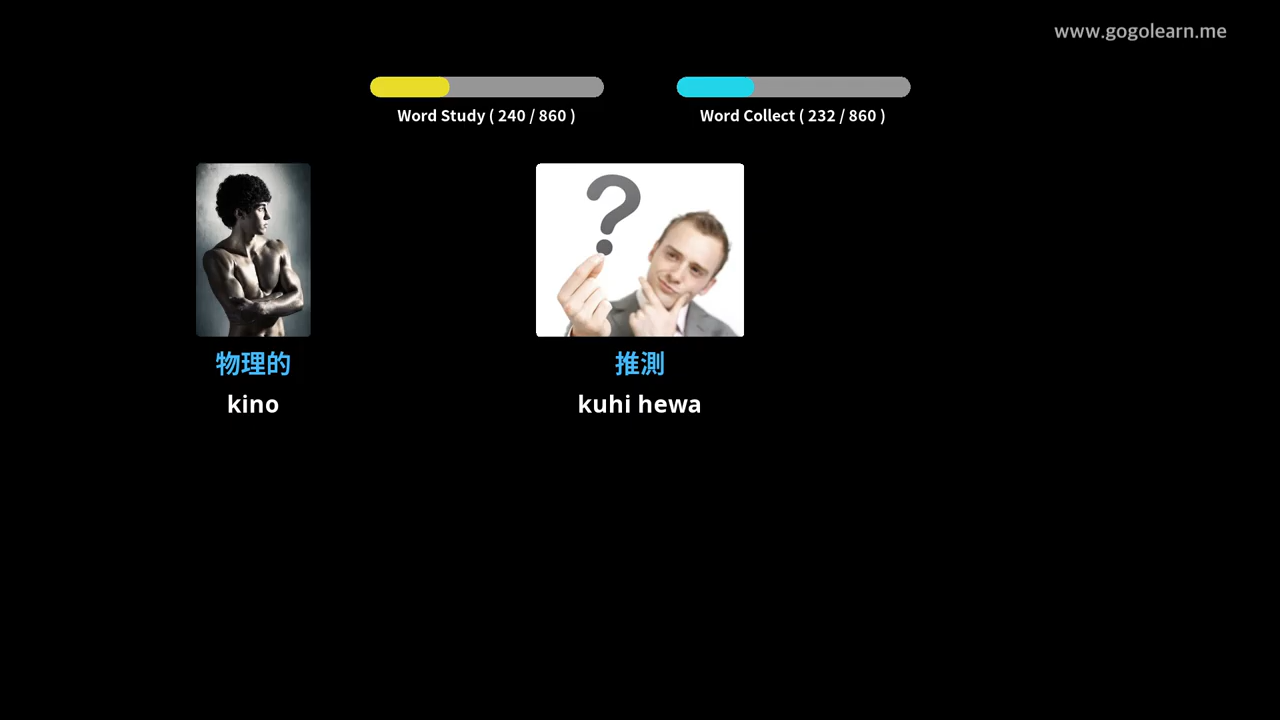 www.gogolearn.me
Word Study ( 240 / 860 )
Word Collect ( 232 / 860 )
物理的
kino
推測
kuhi hewa